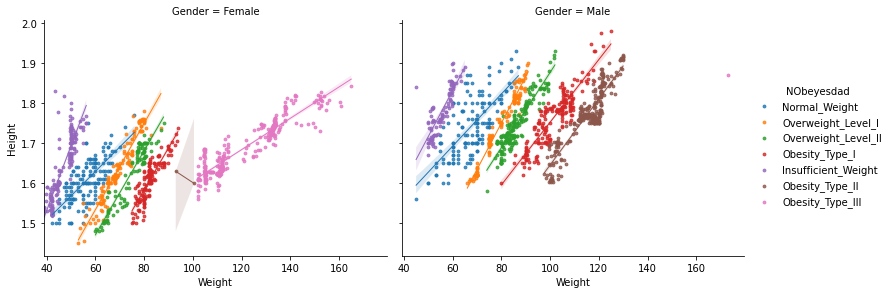 Gender = Female
Gender = Male
2.0
1.9
1.8
1.7
1.6
1.5
Height
40
60
80
100
120
140
160
Weight
40
60
80
100
120
140
160
Weight
NObeyesdad
Normal_Weight
Overweight_Level_I
Overweight_Level_II
Obesity_Type_I
Insufficient_Weight
Obesity_Type_II
Obesity_Type_III